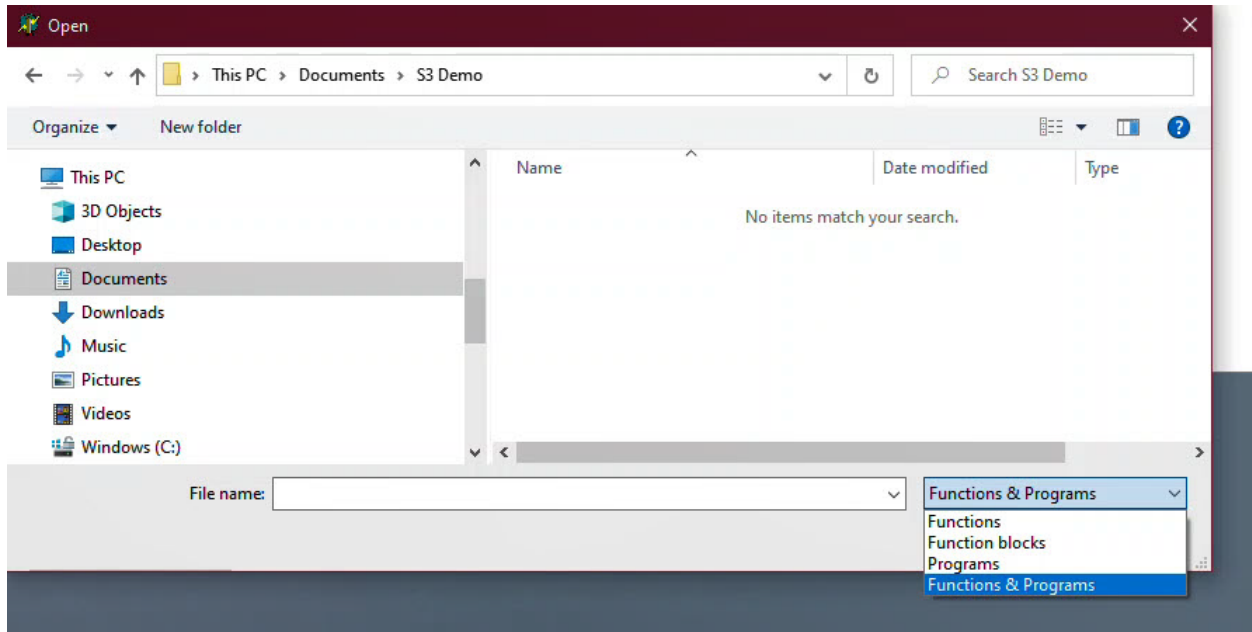 Open
This PC > Documents > S3 Demo
Search S3 Demo
Organize
New folder
This PC
3D Objects
Desktop
Documents
Downloads
Music
Pictures
Videos
Windows (C:)
Name
Date modified
Type
No items match your search.
File name:
Functions & Programs
Functions
Function blocks
Programs
Functions & Programs